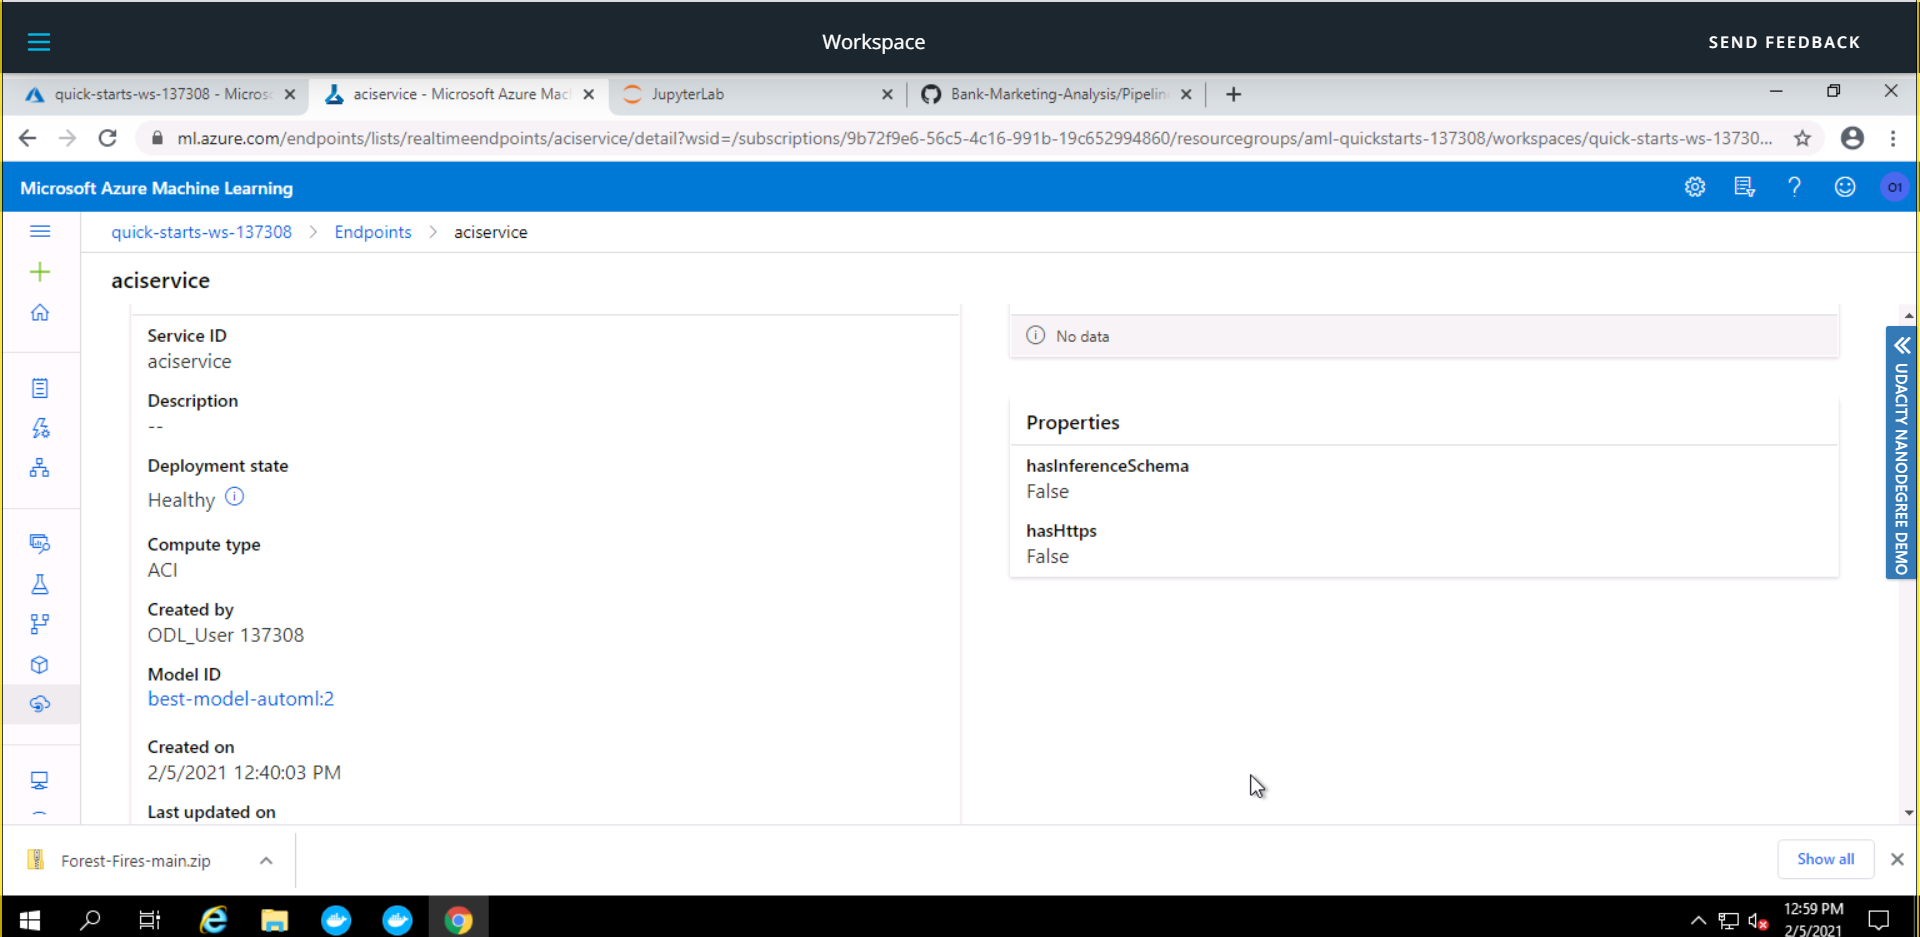 Workspace
SEND FEEDBACK
quick-starts-ws-137308 - Micros
aciservice - Microsoft Azure Mac
JupyterLab
Bank-Marketing-Analysis/Pipelin
ml.azure.com/endpoints/lists/realtimeendpoints/aciservice/detail?wsid=/subscriptions/9b72f9e6-56c5-4c16-991b-19c652994860/resourcegroups/aml-quickstarts-137308/workspaces/quick-starts-ws-13730...
Microsoft Azure Machine Learning
O1
quick-starts-ws-137308 > Endpoints > aciservice
aciservice
Service ID
aciservice
Description
--
Deployment state
Healthy
Compute type
ACI
Created by
ODL_User 137308
Model ID
best-model-automl:2
Created on
2/5/2021 12:40:03 PM
Last updated on
No data
Properties
hasInferenceSchema
False
hasHttps
False
UDACITY NANODEGREE DEMO
Forest-Fires-main.zip
Show all
12:59 PM
2/5/2021